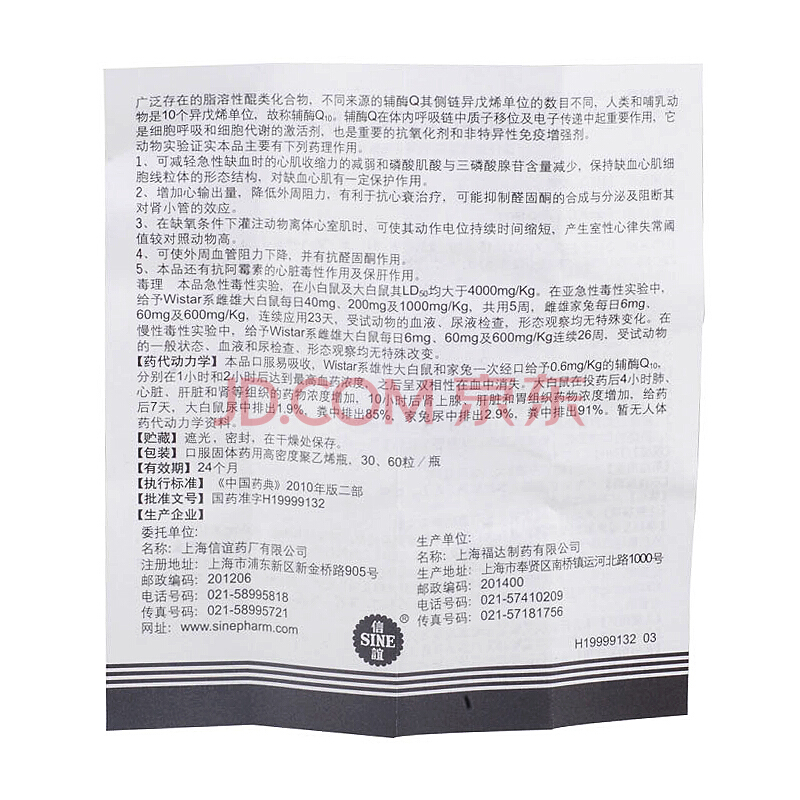 广泛存在的脂溶性醌类化合物，不同来源的辅酶Q其侧链异戊烯单位的数目不同，人类和哺乳动
物是10个异戊烯单位，故称辅酶Q₁₀。辅酶Q在体内呼吸链中质子移位及电子传递中起重要作用，它
是细胞呼吸和细胞代谢的激活剂，也是重要的抗氧化剂和非特异性免疫增强剂。
动物实验证实本品主要有下列药理作用。
1、可减轻急性缺血时的心肌收缩力的减弱和磷酸肌酸与三磷酸腺苷含量减少，保持缺血心肌细
胞线粒体的形态结构，对缺血心肌有一定保护作用。
2、增加心输出量，降低外周阻力，有利于抗心衰治疗，可能抑制醛固酮的合成与分泌及阻断其
对肾小管的效应。
3、在缺氧条件下灌注动物离体心室肌时，可使其动作电位持续时间缩短，产生室性心律失常阈
值较对照动物高。
4、可使外周血管阻力下降，并有抗醛固酮作用。
5、本品还有抗阿霉素的心脏毒性作用及保肝作用。
毒理 本品急性毒性实验，在小白鼠及大白鼠其LD₅₀均大于4000mg/Kg。在亚急性毒性实验中，
给予Wistar系雌雄大白鼠每日40mg、200mg及1000mg/Kg，共用5周，雌雄家兔每日6mg、
60mg及600mg/Kg，连续应用23天，受试动物的血液、尿液检查，形态观察均无特殊变化。在
慢性毒性实验中，给予Wistar系雌雄大白鼠每日6mg、60mg及600mg/Kg连续26周，受试动物
的一般状态、血液和尿检查、形态观察均无特殊改变。
【药代动力学】本品口服易吸收，Wistar系雄性大白鼠和家兔一次经口给予0.6mg/Kg的辅酶Q₁₀，
分别在1小时和2小时后达到最高血药浓度，以后呈双相性在血中消失，大白鼠在投药后4小时肺、
心脏、肝脏和肾等组织的药物浓度增加，10小时后肾上腺、肝脏和胃组织药物浓度增加，给药
后7天，大白鼠尿中排出1.9%，粪中排出85%，家兔尿中排出2.9%，粪中排出91%。暂无人体
药代动力学资料。
JD.COM 京东
【贮藏】遮光，密封，在干燥处保存。
【包装】口服固体药用高密度聚乙烯瓶，30、60粒／瓶
【有效期】24个月
【执行标准】《中国药典》2010年版二部
【批准文号】国药准字H19999132
【生产企业】
委托单位：
名称：上海信谊药厂有限公司
注册地址：上海市浦东新区新金桥路905号
邮政编码：201206
电话号码：021-58995818
传真号码：021-58995721
网址：www.sinepharm.com
生产单位：
名称：上海福达制药有限公司
生产地址：上海市奉贤区南桥镇运河北路1000号
邮政编码：201400
电话号码：021-57410209
传真号码：021-57181756
信
SINE
谊
®
H19999132 03